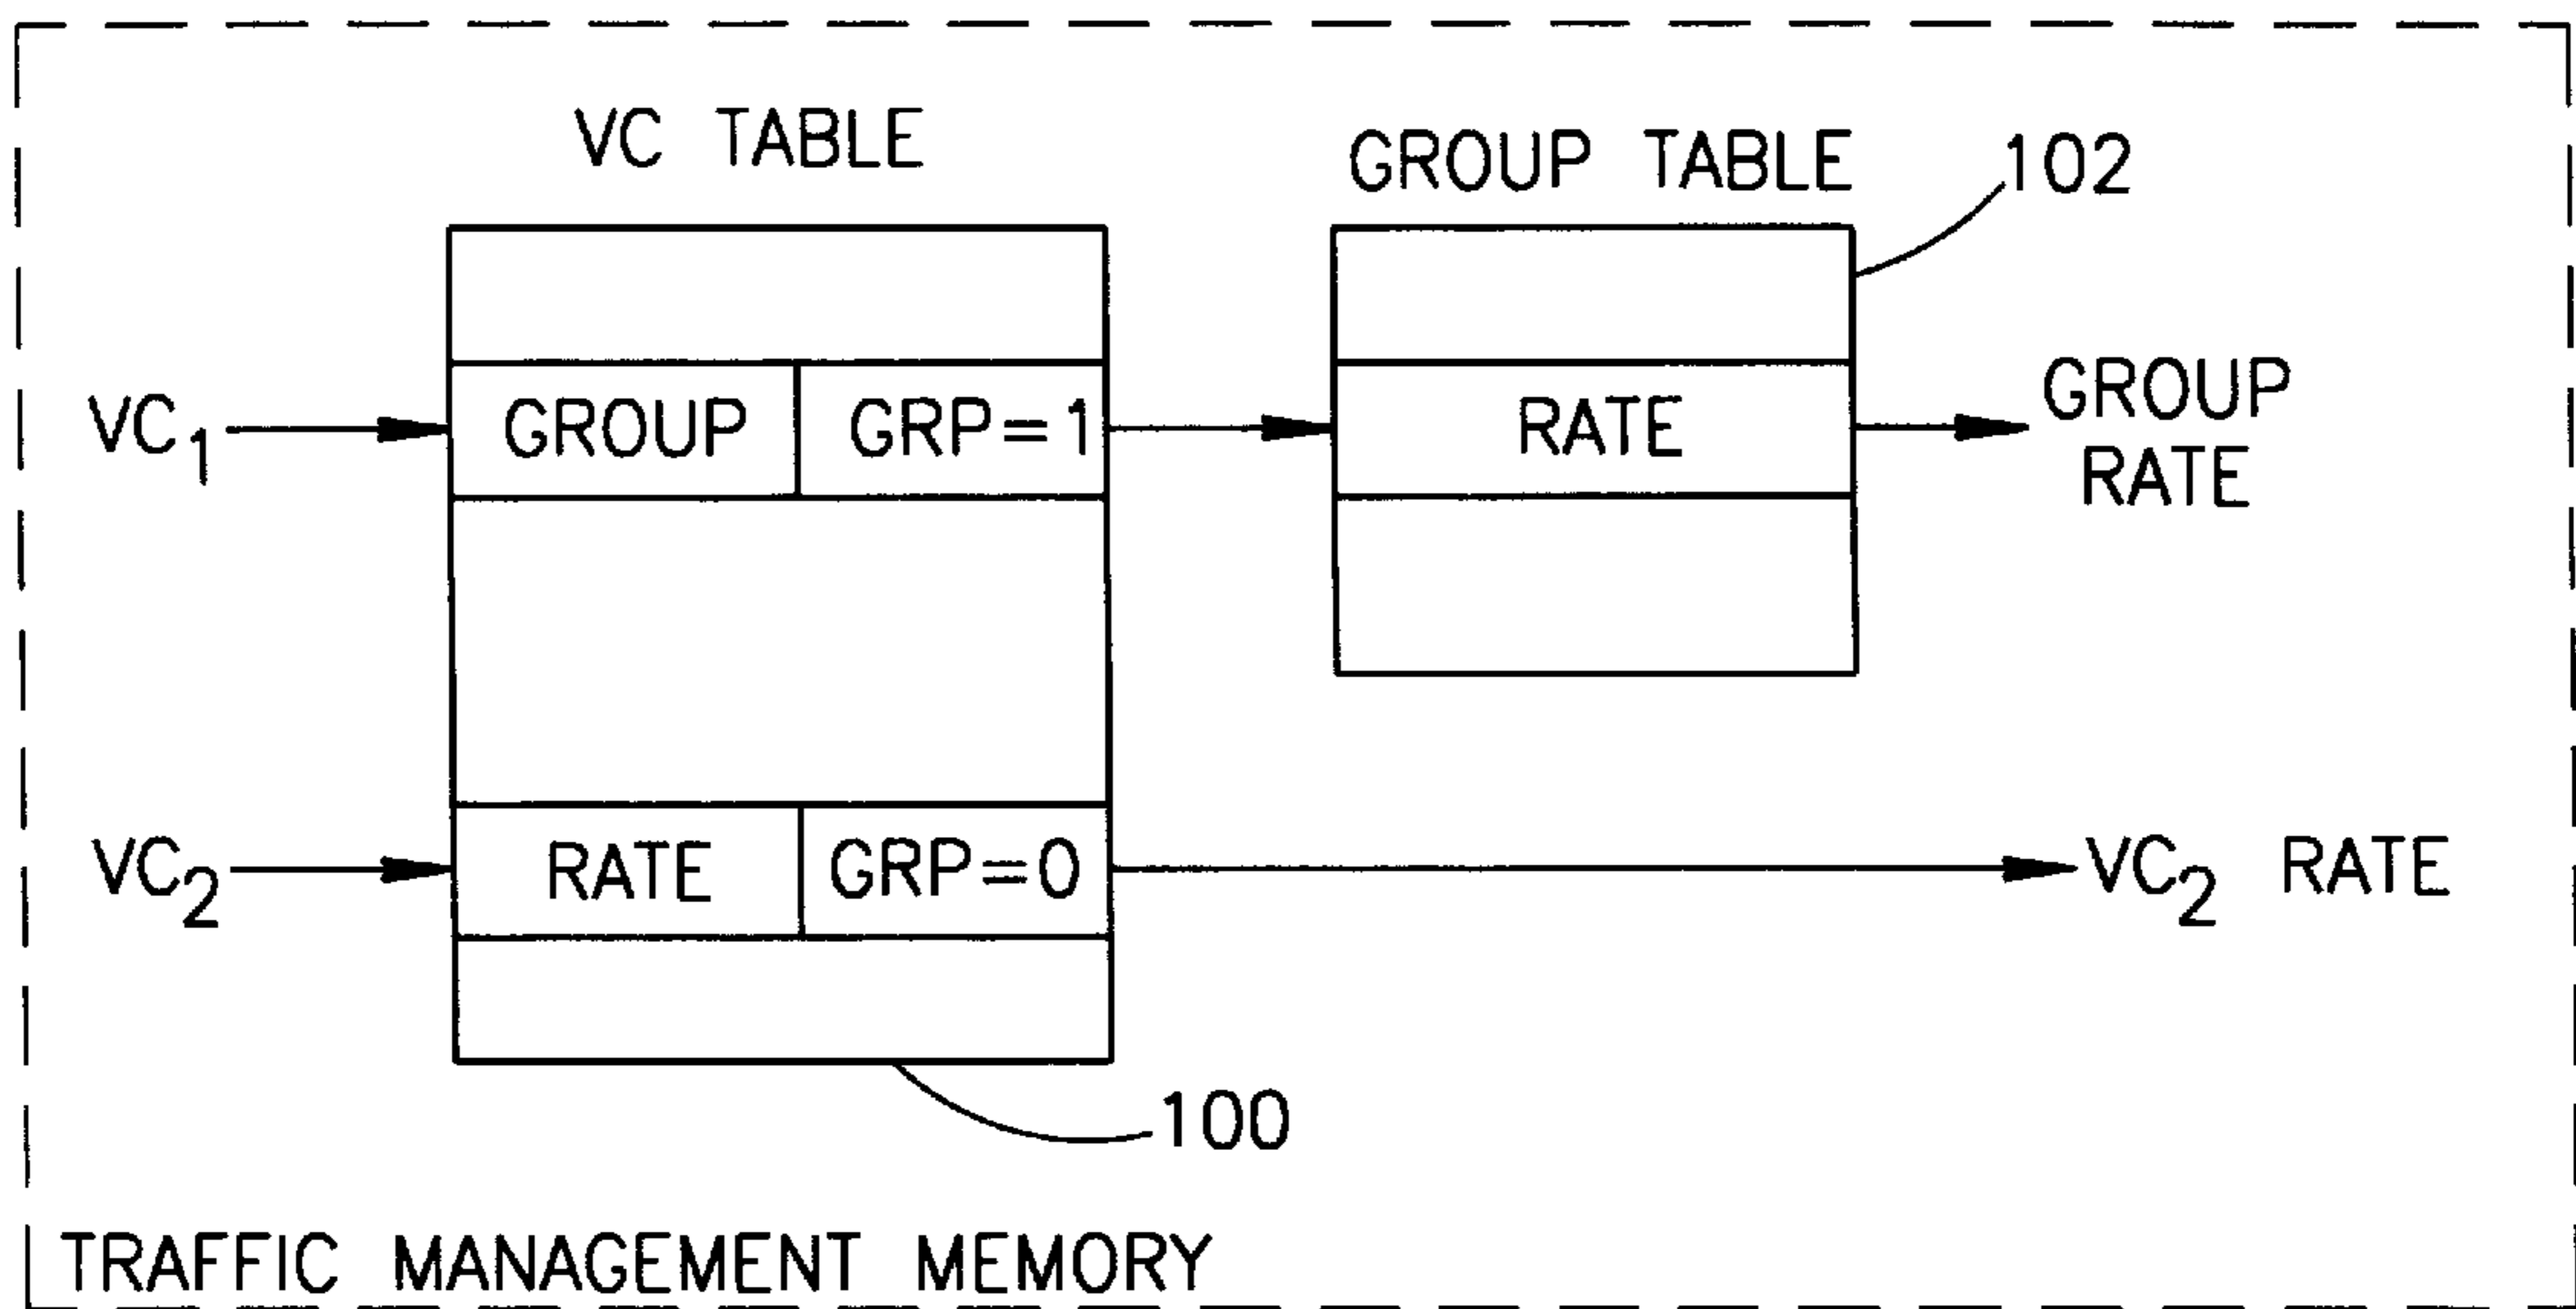 VC TABLE
GROUP TABLE
102
VC1
GROUP
GRP=1
RATE
GROUP
RATE
VC2
RATE
GRP=0
VC2 RATE
100
TRAFFIC MANAGEMENT MEMORY